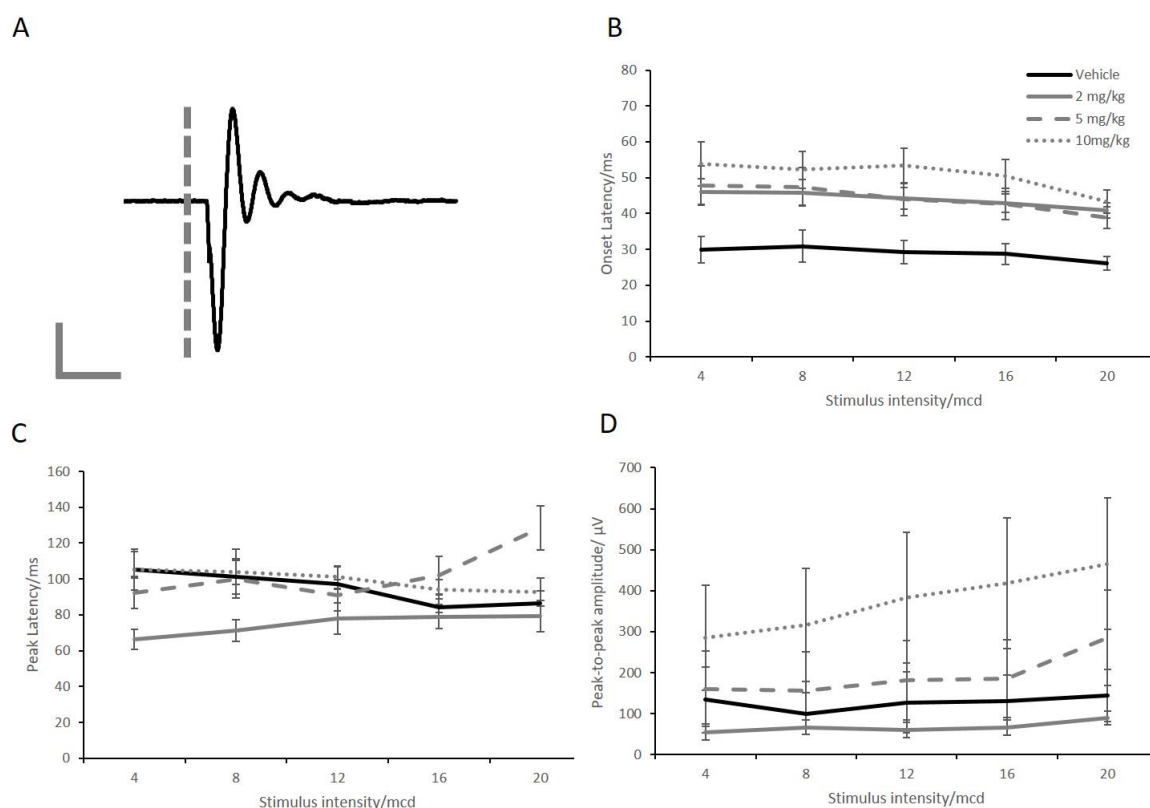 A
B
80
70
60
50
40
30
20
10
0
Onset Latency/ms
Vehicle
2 mg/kg
5 mg/kg
10mg/kg
4 8 12 16 20
Stimulus intensity/mcd
C
160
140
120
100
80
60
40
20
0
Peak Latency/ms
4 8 12 16 20
Stimulus intensity/mcd
D
700
600
500
400
300
200
100
0
Peak-to-peak amplitude/ μV
4 8 12 16 20
Stimulus intensity/mcd